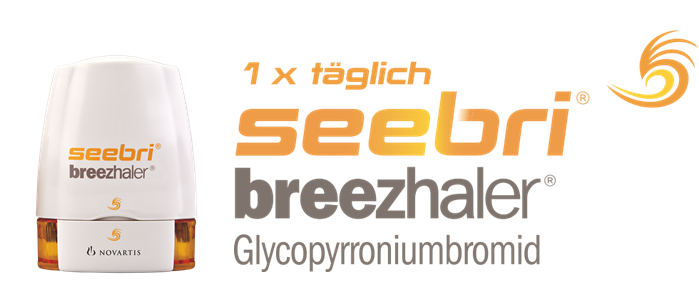 seebri®
breezhaler®
NOVARTIS
1 x täglich
seebri®
breezhaler®
Glycopyrroniumbromid